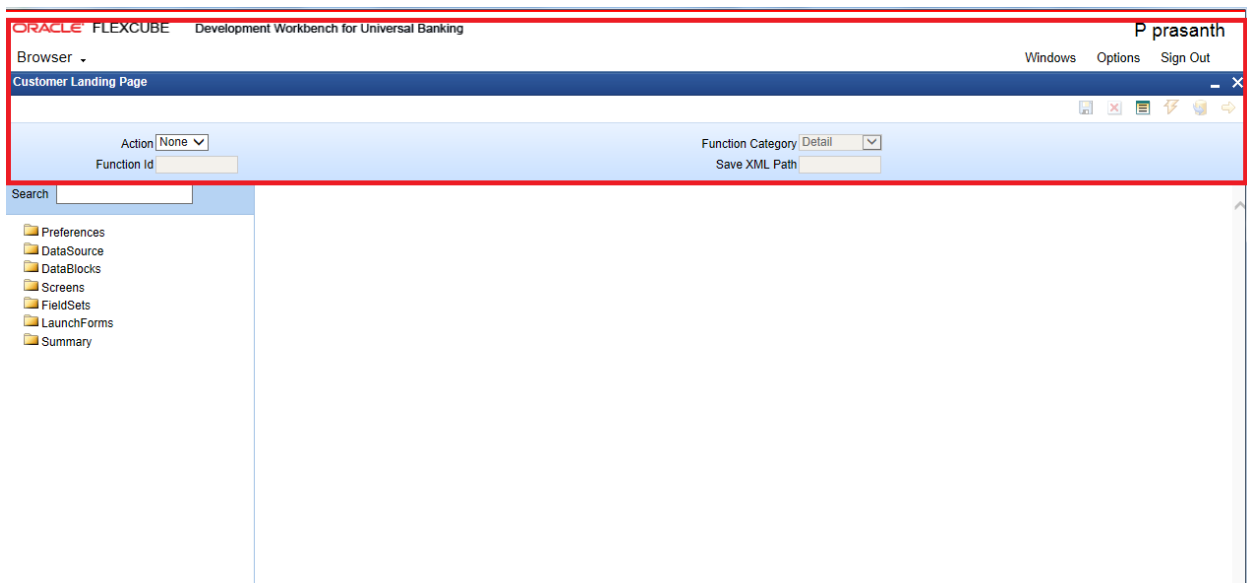 ORACLE FLEXCUBE Development Workbench for Universal Banking P prasanth
Browser Windows Options Sign Out
Customer Landing Page
Action None Function Category Detail
Function Id Save XML Path
Search
Preferences
DataSource
DataBlocks
Screens
FieldSets
LaunchForms
Summary